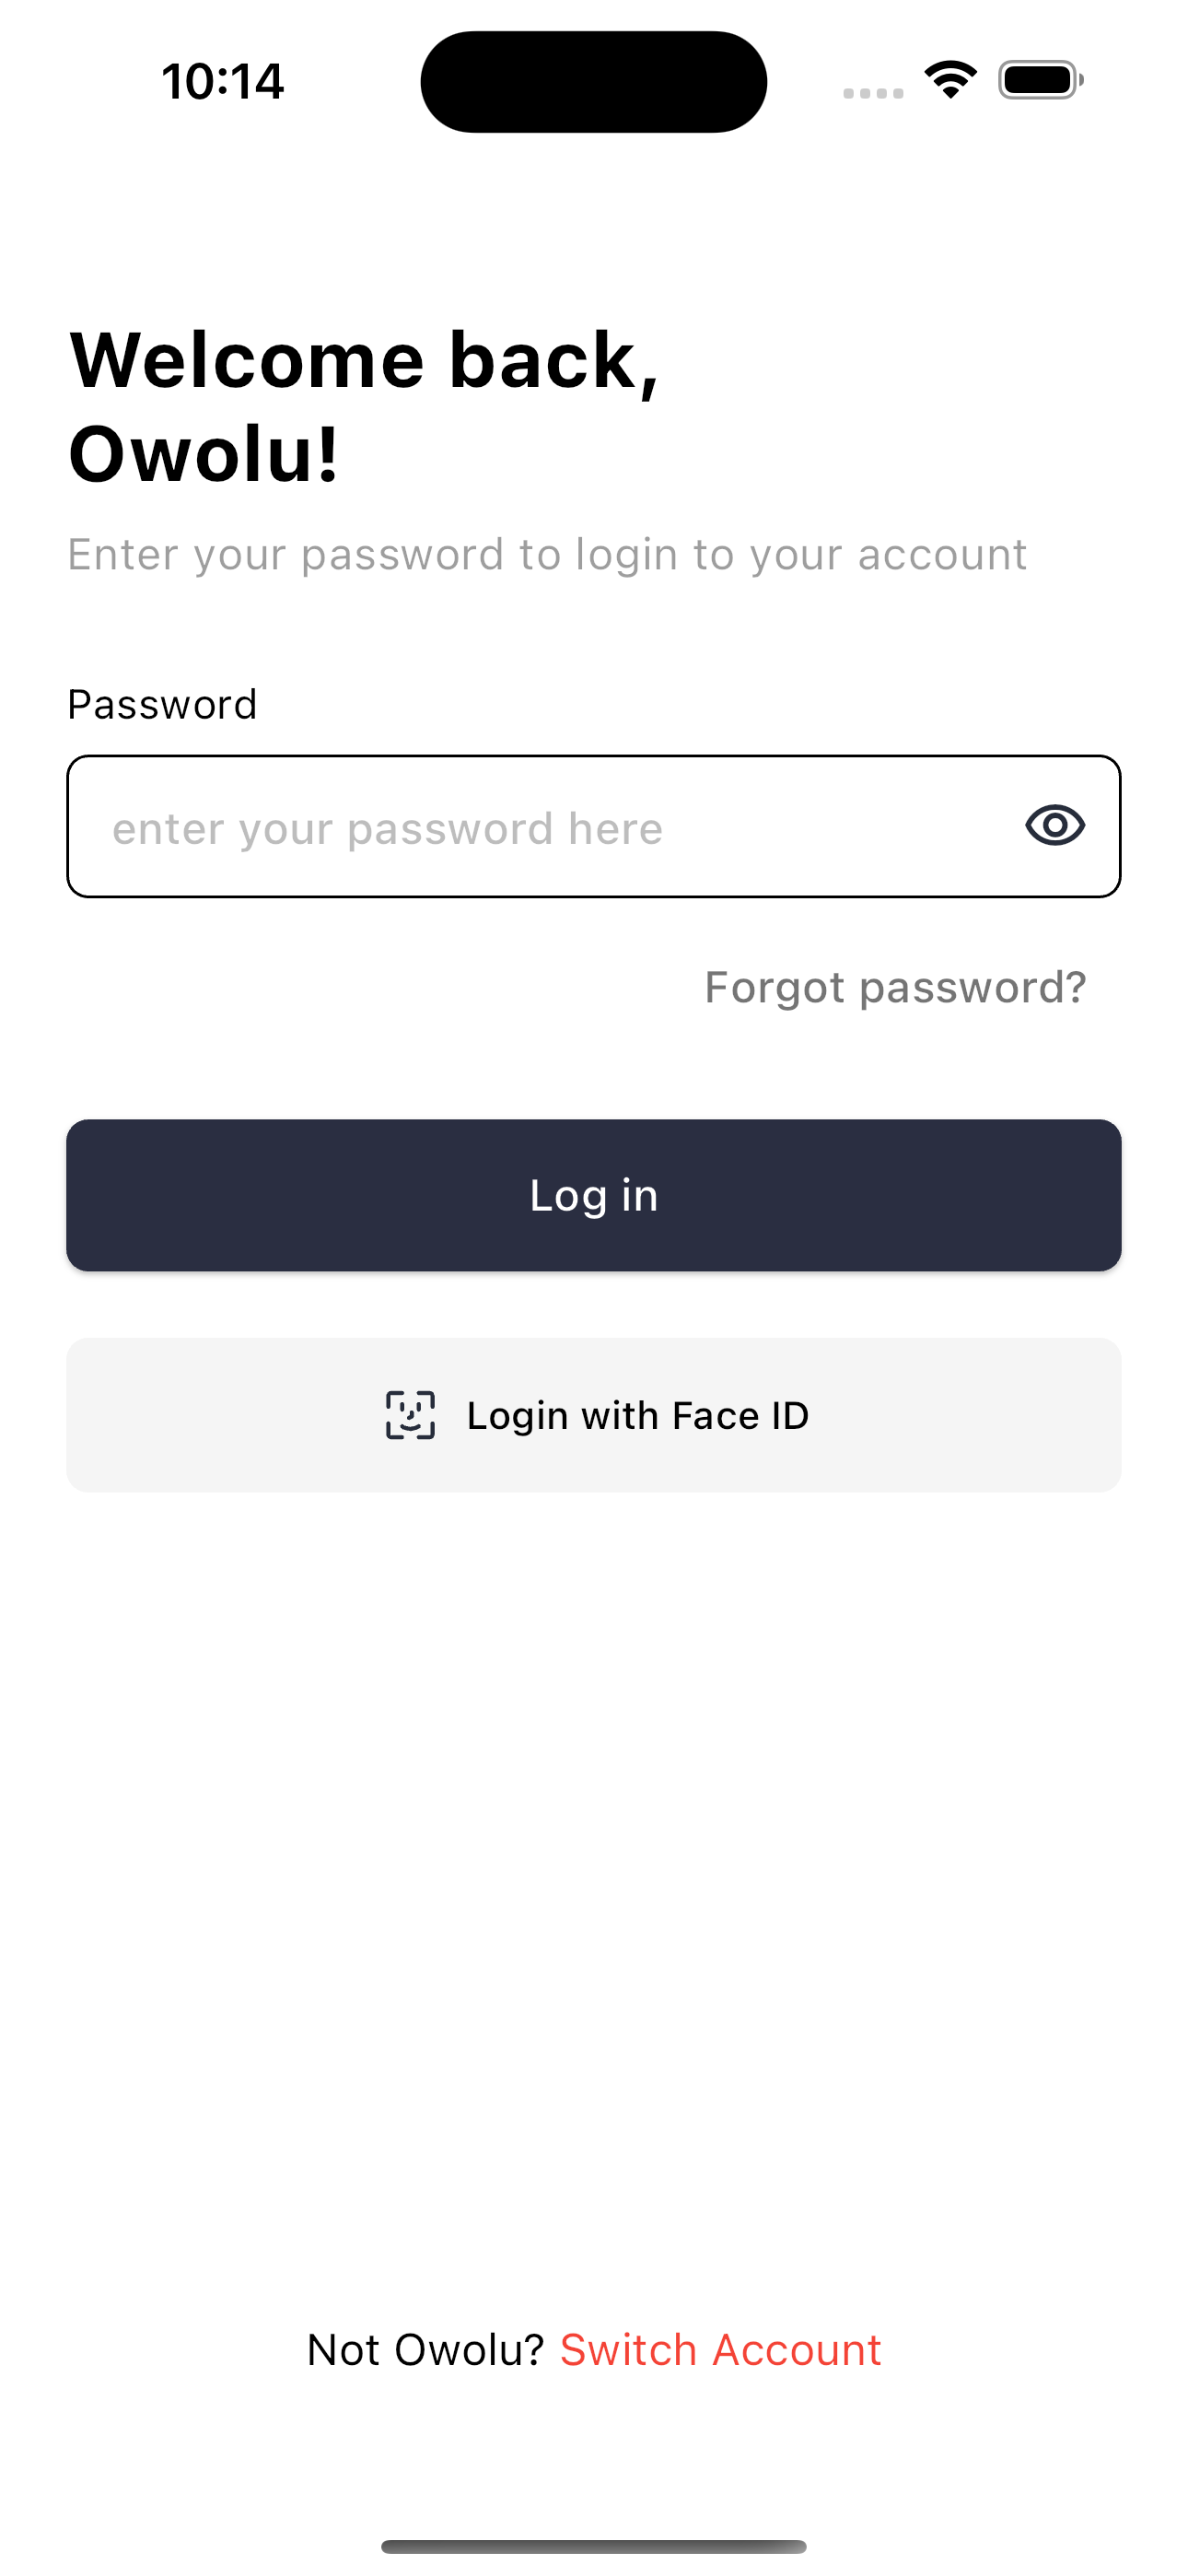 10:14
Welcome back,
Owolu!
Enter your password to login to your account
Password
enter your password here
Forgot password?
Log in
Login with Face ID
Not Owolu? Switch Account